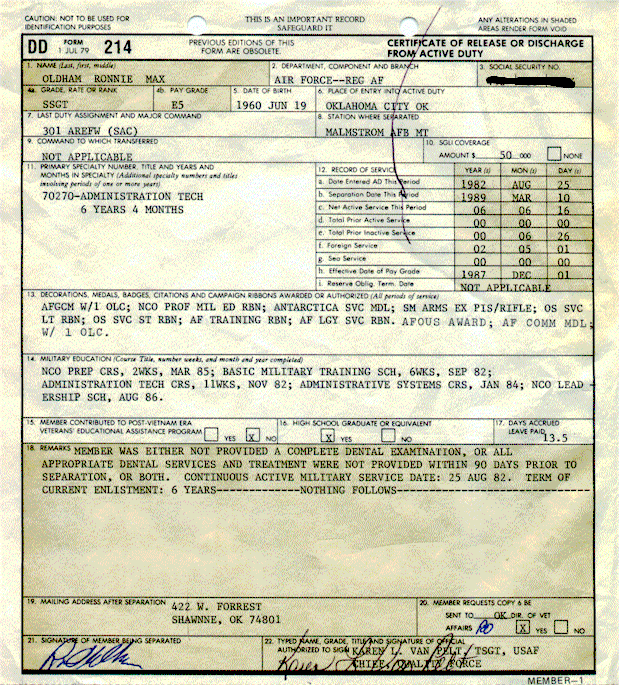 CAUTION: NOT TO BE USED FOR IDENTIFICATION PURPOSES
THIS IS AN IMPORTANT RECORD SAFEGUARD IT
ANY ALTERATIONS IN SHADED AREAS RENDER FORM VOID
DD FORM 1 JUL 79 214
PREVIOUS EDITIONS OF THIS FORM ARE OBSOLETE.
CERTIFICATE OF RELEASE OR DISCHARGE FROM ACTIVE DUTY
1. NAME (Last, first, middle)
OLDHAM RONNIE MAX
2. DEPARTMENT, COMPONENT AND BRANCH
AIR FORCE--REG AF
3. SOCIAL SECURITY NO.
4a. GRADE, RATE OR RANK
SSGT
4b. PAY GRADE
E5
5. DATE OF BIRTH
1960 JUN 19
6. PLACE OF ENTRY INTO ACTIVE DUTY
OKLAHOMA CITY OK
7. LAST DUTY ASSIGNMENT AND MAJOR COMMAND
301 AREFW (SAC)
8. STATION WHERE SEPARATED
MALMSTROM AFB MT
9. COMMAND TO WHICH TRANSFERRED
NOT APPLICABLE
10. SGLI COVERAGE
AMOUNT $ 50 000 NONE
11. PRIMARY SPECIALTY NUMBER, TITLE AND YEARS AND MONTHS IN SPECIALTY (Additional specialty numbers and titles involving periods of one or more years)
70270-ADMINISTRATION TECH
6 YEARS 4 MONTHS
12. RECORD OF SERVICE YEAR (s) MON (s) DAY (s)
a. Date Entered AD This Period 1982 AUG 25
b. Separation Date This Period 1989 MAR 10
c. Net Active Service This Period 06 06 16
d. Total Prior Active Service 00 00 00
e. Total Prior Inactive Service 00 06 26
f. Foreign Service 02 05 01
g. Sea Service 00 00 00
h. Effective Date of Pay Grade 1987 DEC 01
i. Reserve Oblig. Term. Date NOT APPLICABLE
13. DECORATIONS, MEDALS, BADGES, CITATIONS AND CAMPAIGN RIBBONS AWARDED OR AUTHORIZED (All periods of service)
AFGCM W/1 OLC; NCO PROF MIL ED RBN; ANTARCTICA SVC MDL; SM ARMS EX PIS/RIFLE; OS SVC
LT RBN; OS SVC ST RBN; AF TRAINING RBN; AF LGY SVC RBN. AFOUS AWARD; AF COMM MDL;
W/ 1 OLC.
14. MILITARY EDUCATION (Course Title, number weeks, and month and year completed)
NCO PREP CRS, 2WKS, MAR 85; BASIC MILITARY TRAINING SCH, 6WKS, SEP 82;
ADMINISTRATION TECH CRS, 11WKS, NOV 82; ADMINISTRATIVE SYSTEMS CRS, JAN 84; NCO LEAD-
ERSHIP SCH, AUG 86.
15. MEMBER CONTRIBUTED TO POST-VIETNAM ERA VETERANS' EDUCATIONAL ASSISTANCE PROGRAM YES X NO
16. HIGH SCHOOL GRADUATE OR EQUIVALENT
X YES NO
17. DAYS ACCRUED LEAVE PAID 13.5
18. REMARKS MEMBER WAS EITHER NOT PROVIDED A COMPLETE DENTAL EXAMINATION, OR ALL
APPROPRIATE DENTAL SERVICES AND TREATMENT WERE NOT PROVIDED WITHIN 90 DAYS PRIOR TO
SEPARATION, OR BOTH. CONTINUOUS ACTIVE MILITARY SERVICE DATE: 25 AUG 82. TERM OF
CURRENT ENLISTMENT: 6 YEARS-------------NOTHING FOLLOWS-----------------------------
19. MAILING ADDRESS AFTER SEPARATION
422 W. FORREST
SHAWNNE, OK 74801
20. MEMBER REQUESTS COPY 6 BE
SENT TO OK DIR. OF VET
AFFAIRS X YES NO
21. SIGNATURE OF MEMBER BEING SEPARATED
22. TYPED NAME, GRADE, TITLE AND SIGNATURE OF OFFICIAL AUTHORIZED TO SIGN
KAREN L. VAN PELT, TSGT, USAF
CHIEF, QUALITY FORCE
MEMBER-1